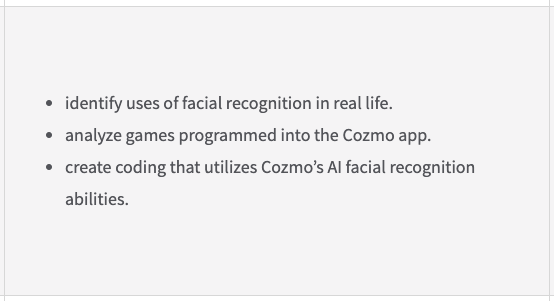 • identify uses of facial recognition in real life.
• analyze games programmed into the Cozmo app.
• create coding that utilizes Cozmo’s AI facial recognition
abilities.